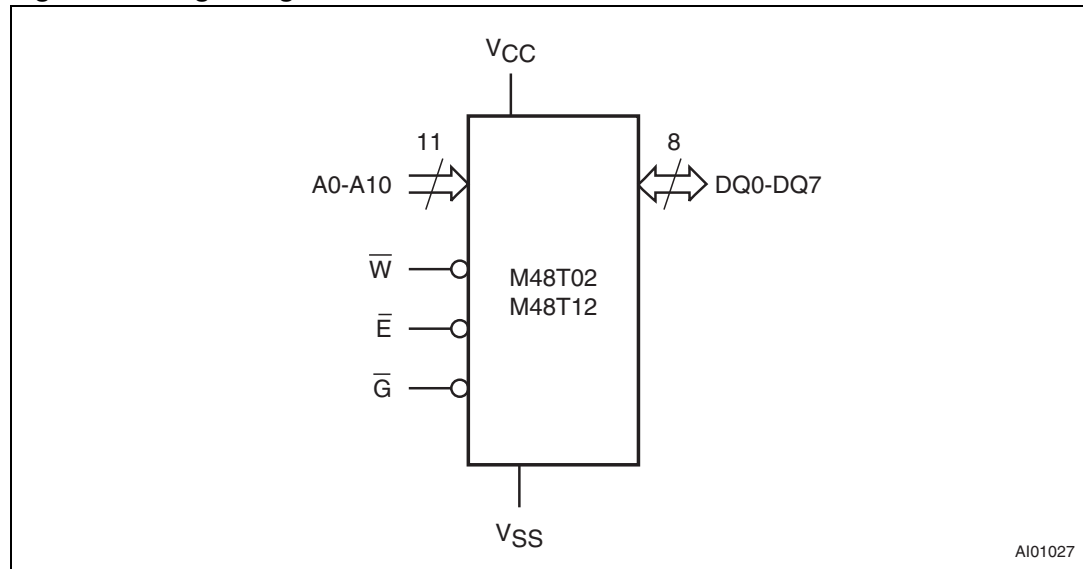 VCC
11
8
A0-A10
DQ0-DQ7
W̅
M48T02
M48T12
E̅
G̅
VSS
AI01027